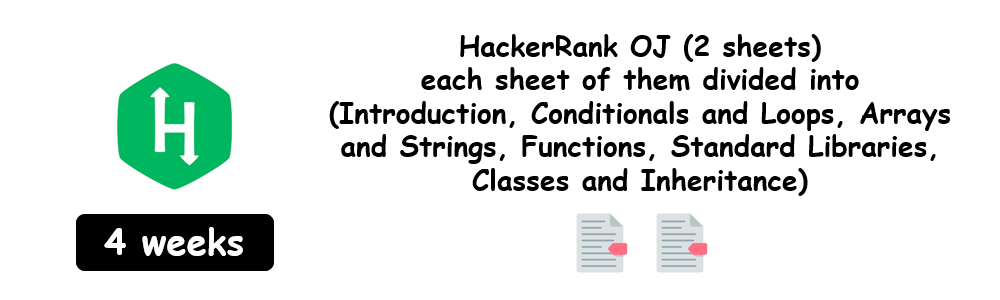 HackerRank OJ (2 sheets)
each sheet of them divided into
(Introduction, Conditionals and Loops, Arrays
and Strings, Functions, Standard Libraries,
Classes and Inheritance)
H
4 weeks